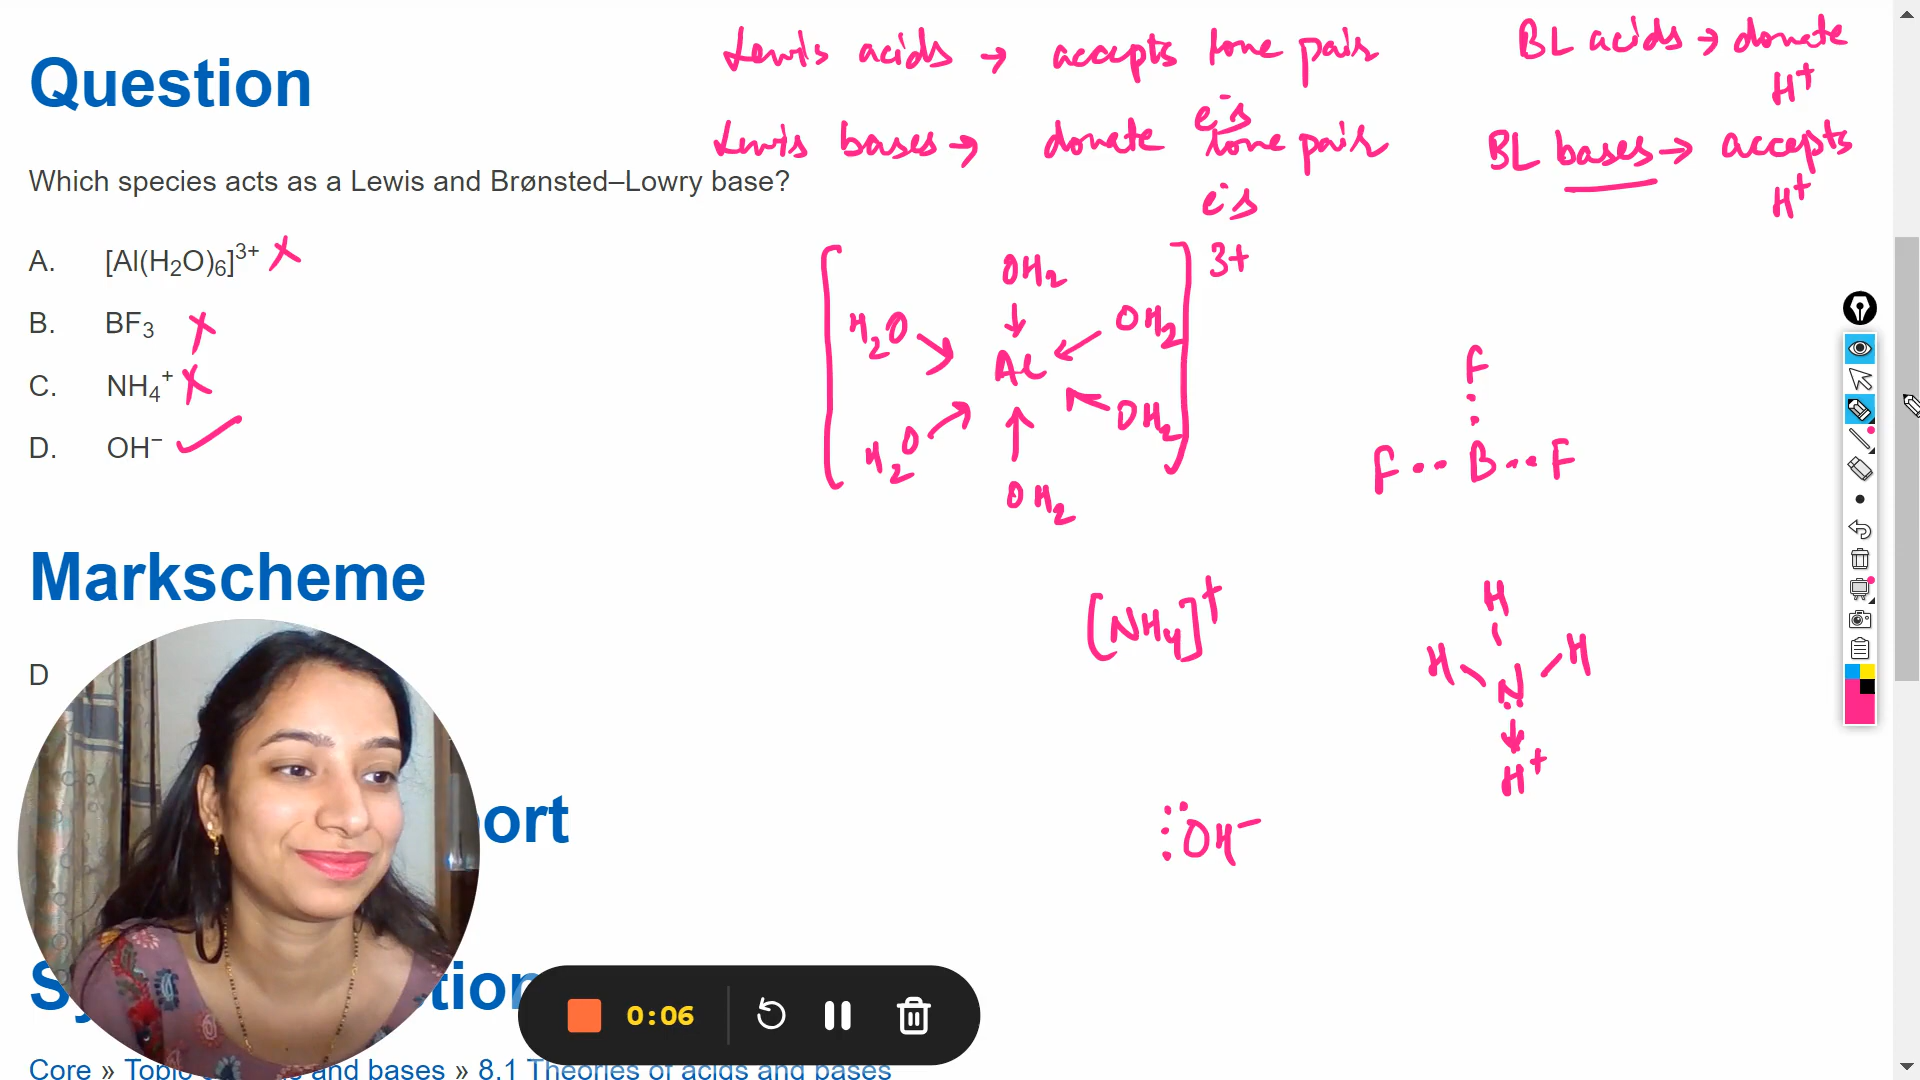 Question
Which species acts as a Lewis and Brønsted–Lowry base?
A. [Al(H₂O)₆]³⁺ ✗
B. BF₃ ✗
C. NH₄⁺ ✗
D. OH⁻ ✓
Lewis acids → accepts lone pair
e⁻s
Lewis bases → donate lone pair
e⁻s
BL acids → donate
H⁺
BL bases → accepts
H⁺
OH₂
3+
H₂O
OH₂
Al
H₂O
OH₂
OH₂
F
F •• B •• F
[NH₄]⁺
H
H
H
N
H⁺
:OH⁻
Markscheme
D
ort
S
tion
0:06
Core » Topic
and bases » 8.1 Theories of acids and bases